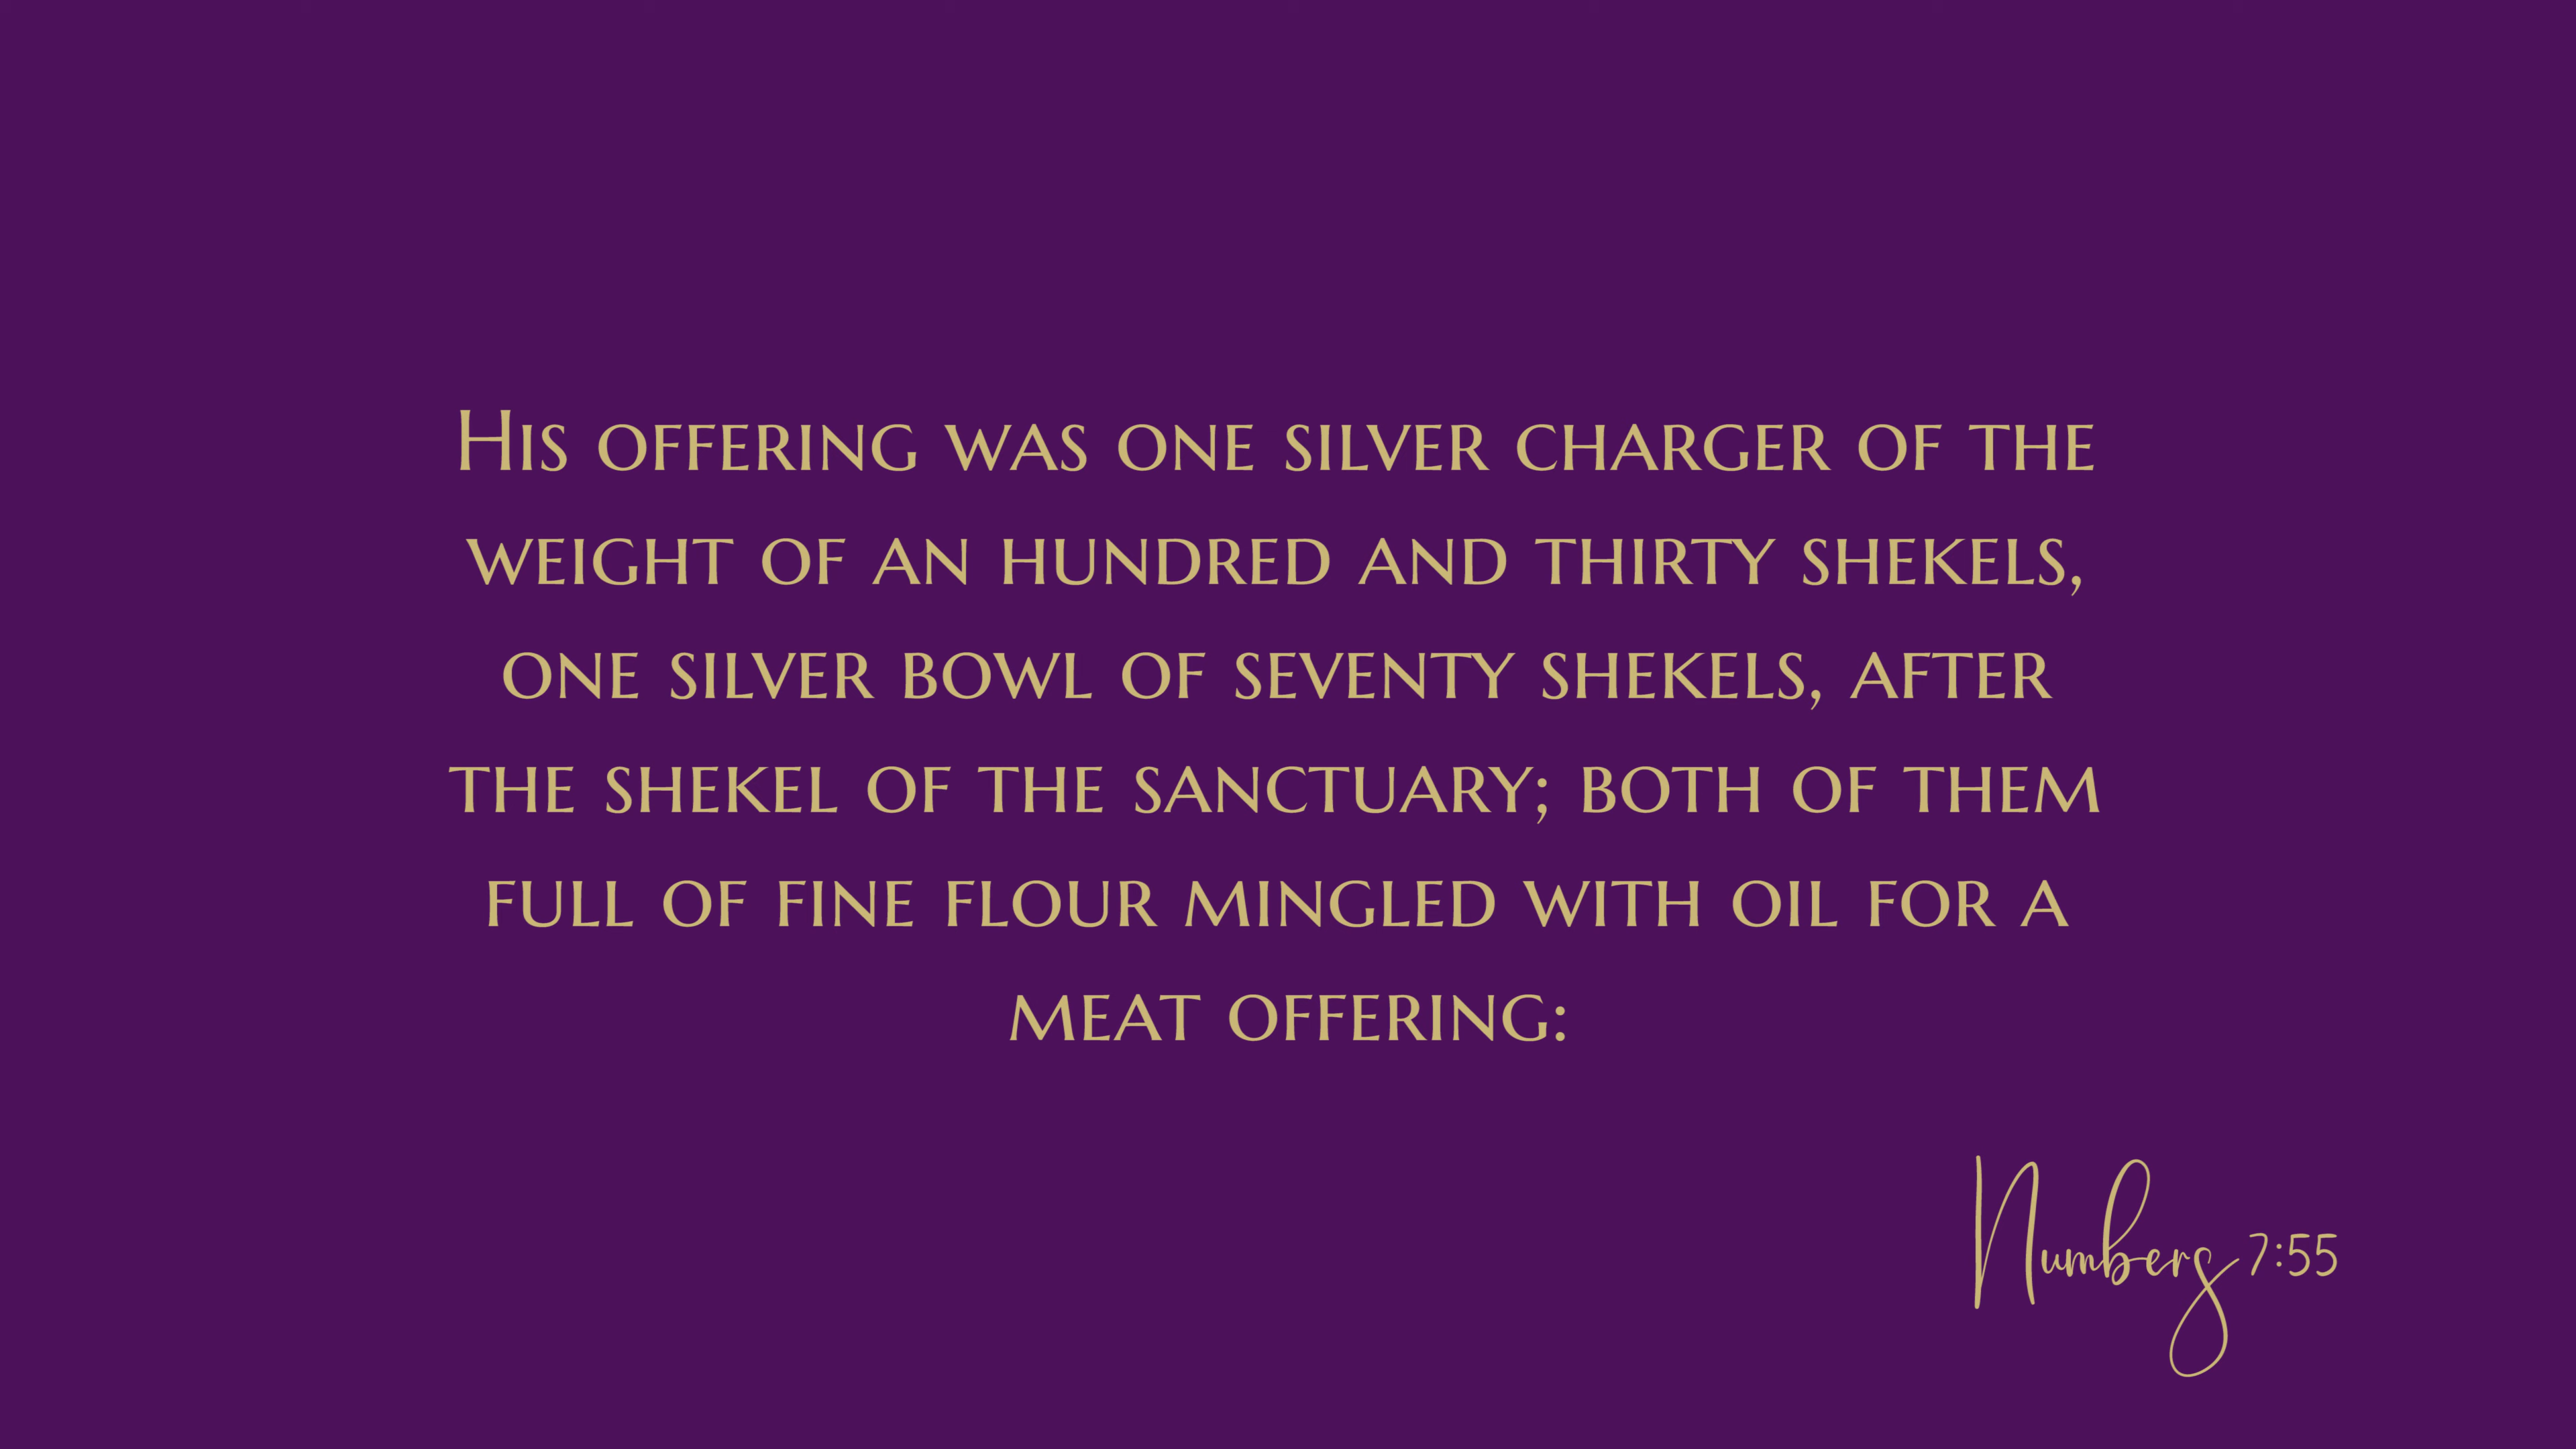 His offering was one silver charger of the
weight of an hundred and thirty shekels,
one silver bowl of seventy shekels, after
the shekel of the sanctuary; both of them
full of fine flour mingled with oil for a
meat offering:
Numbers 7:55